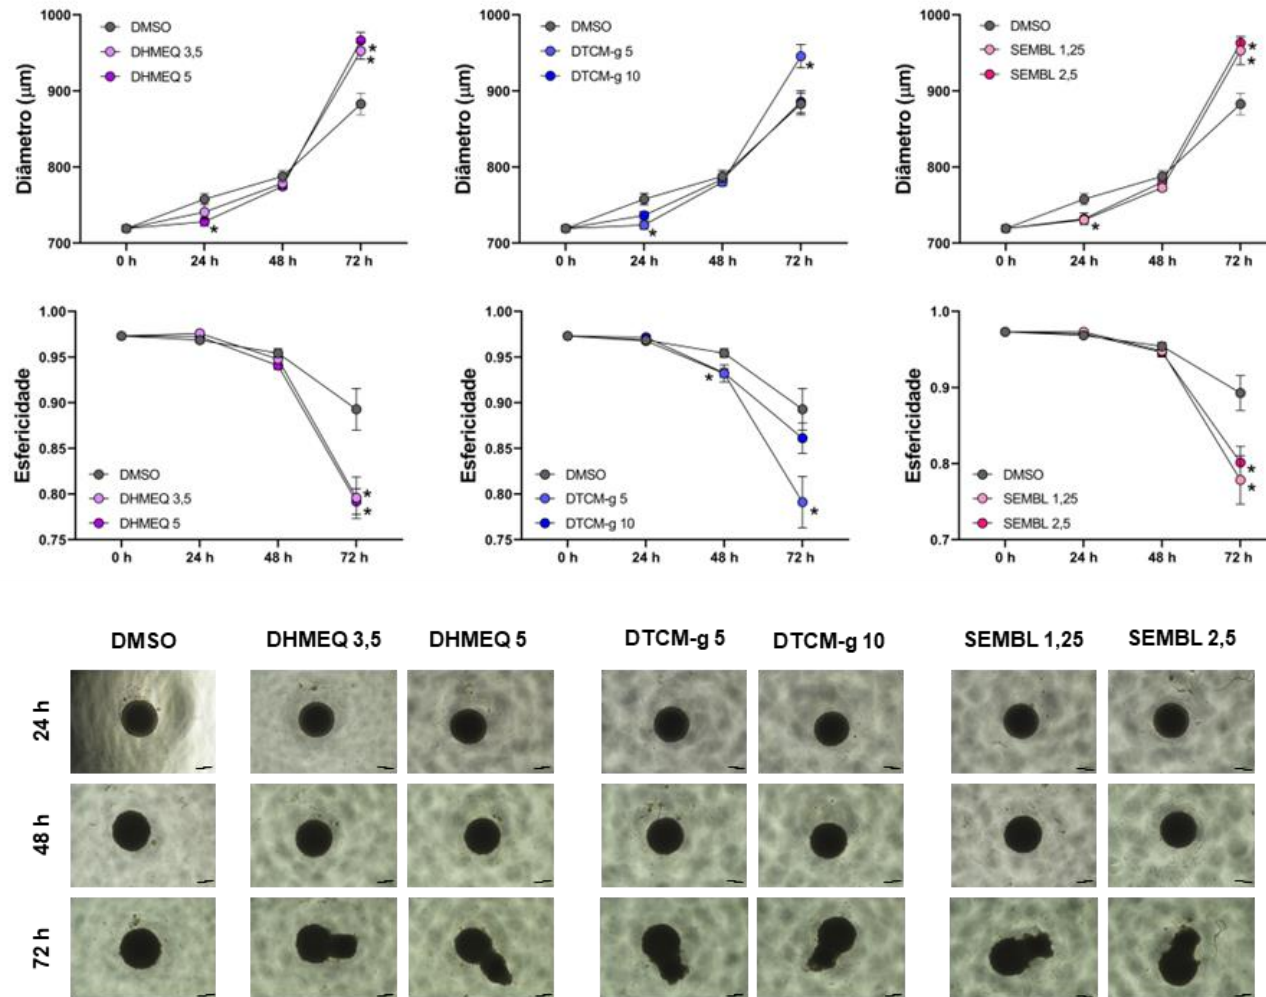 Diâmetro (µm)
1000
900
800
700
DMSO
DHMEQ 3,5
DHMEQ 5
*
*
*
0 h
24 h
48 h
72 h
Diâmetro (µm)
1000
900
800
700
DMSO
DTCM-g 5
DTCM-g 10
*
*
0 h
24 h
48 h
72 h
Diâmetro (µm)
1000
900
800
700
DMSO
SEMBL 1,25
SEMBL 2,5
*
*
*
0 h
24 h
48 h
72 h
Esfericidade
1.00
0.95
0.90
0.85
0.80
0.75
DMSO
DHMEQ 3,5
DHMEQ 5
*
*
0 h
24 h
48 h
72 h
Esfericidade
1.00
0.95
0.90
0.85
0.80
0.75
DMSO
DTCM-g 5
DTCM-g 10
*
*
0 h
24 h
48 h
72 h
Esfericidade
1.0
0.9
0.8
0.7
DMSO
SEMBL 1,25
SEMBL 2,5
*
*
0 h
24 h
48 h
72 h
DMSO
DHMEQ 3,5
DHMEQ 5
DTCM-g 5
DTCM-g 10
SEMBL 1,25
SEMBL 2,5
24 h
48 h
72 h